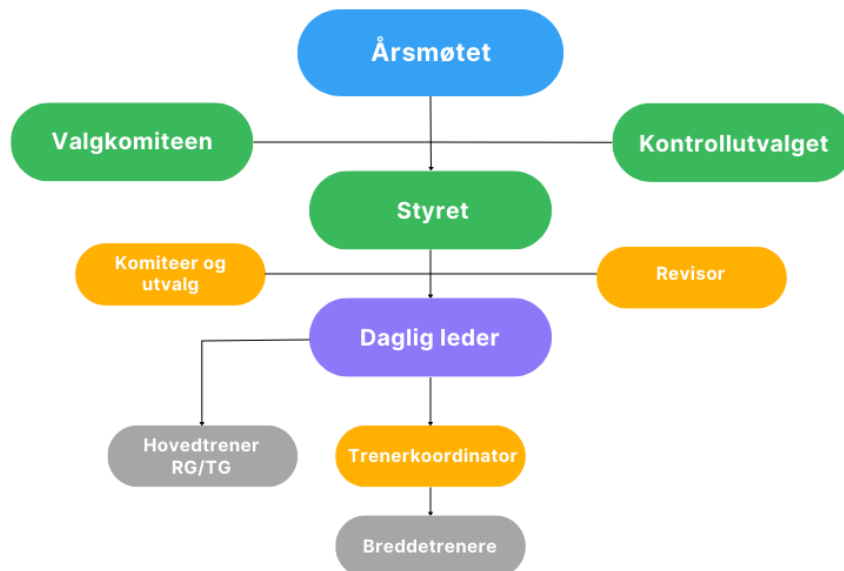 Årsmøtet
Valgkomiteen
Kontrollutvalget
Styret
Komiteer og
utvalg
Revisor
Daglig leder
Hovedtrener
RG/TG
Trenerkoordinator
Breddetrenere